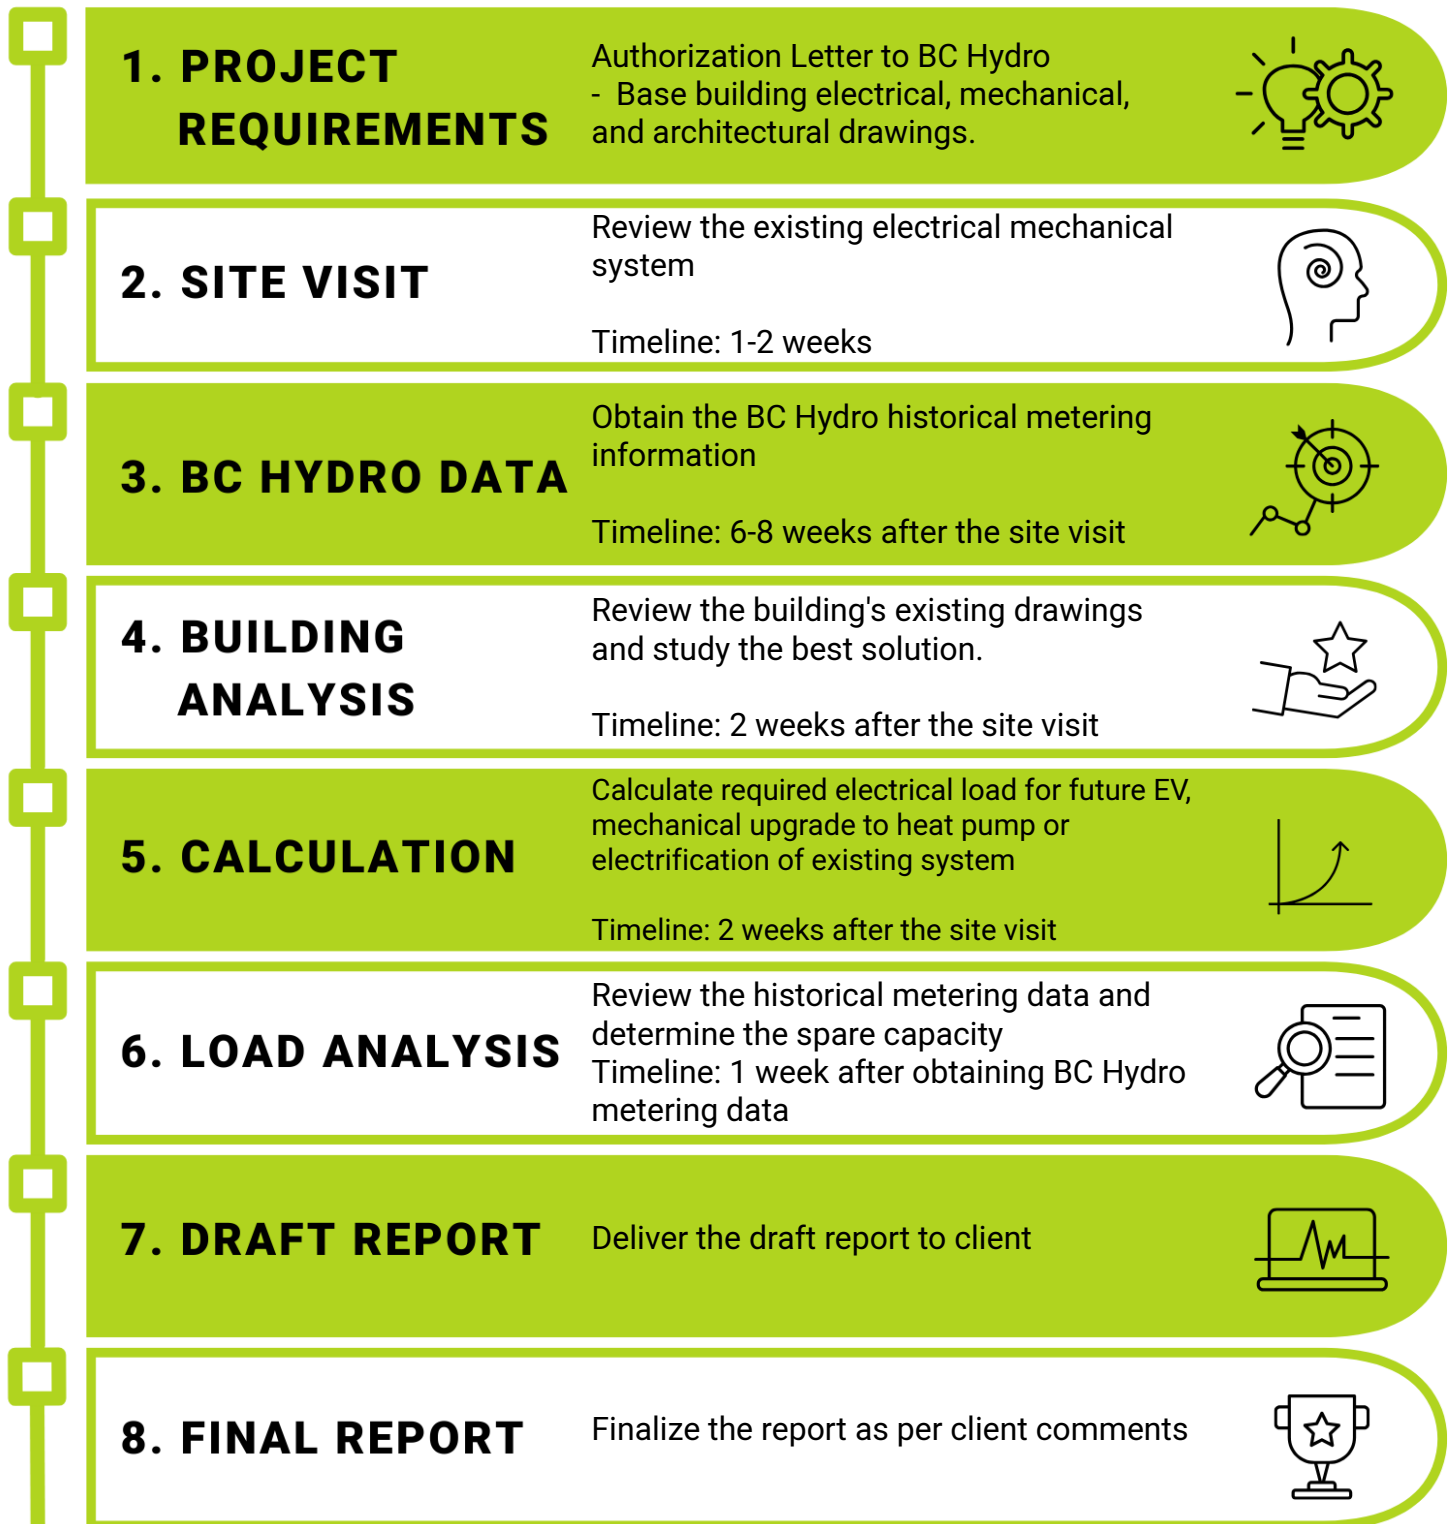 1. PROJECT
REQUIREMENTS
Authorization Letter to BC Hydro
- Base building electrical, mechanical,
and architectural drawings.
2. SITE VISIT
Review the existing electrical mechanical
system
Timeline: 1-2 weeks
3. BC HYDRO DATA
Obtain the BC Hydro historical metering
information
Timeline: 6-8 weeks after the site visit
4. BUILDING
ANALYSIS
Review the building's existing drawings
and study the best solution.
Timeline: 2 weeks after the site visit
5. CALCULATION
Calculate required electrical load for future EV,
mechanical upgrade to heat pump or
electrification of existing system
Timeline: 2 weeks after the site visit
6. LOAD ANALYSIS
Review the historical metering data and
determine the spare capacity
Timeline: 1 week after obtaining BC Hydro
metering data
7. DRAFT REPORT
Deliver the draft report to client
8. FINAL REPORT
Finalize the report as per client comments